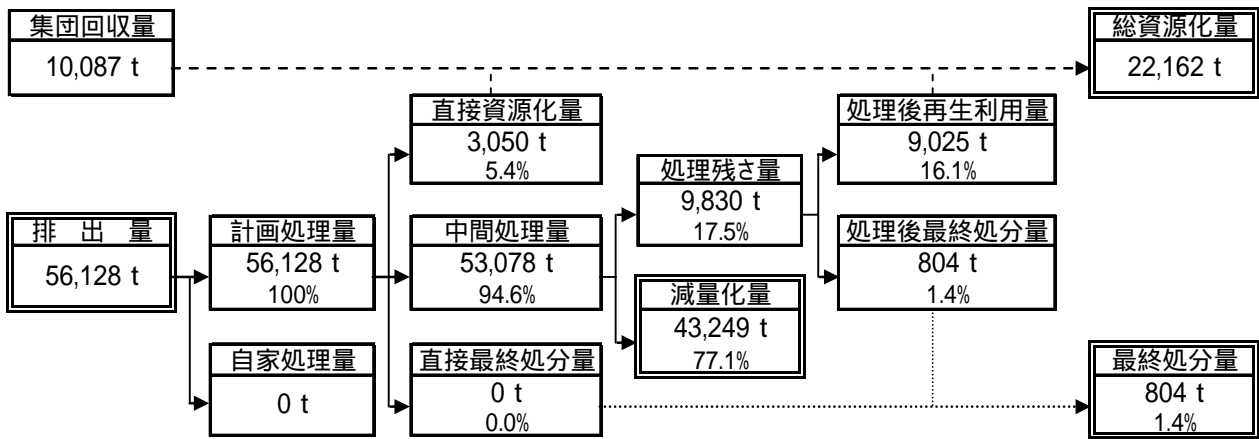 集団回収量
10,087 t
総資源化量
22,162 t
直接資源化量
3,050 t
5.4%
処理後再生利用量
9,025 t
16.1%
処理残さ量
9,830 t
17.5%
排出量
56,128 t
計画処理量
56,128 t
100%
中間処理量
53,078 t
94.6%
処理後最終処分量
804 t
1.4%
減量化量
43,249 t
77.1%
自家処理量
0 t
直接最終処分量
0 t
0.0%
最終処分量
804 t
1.4%